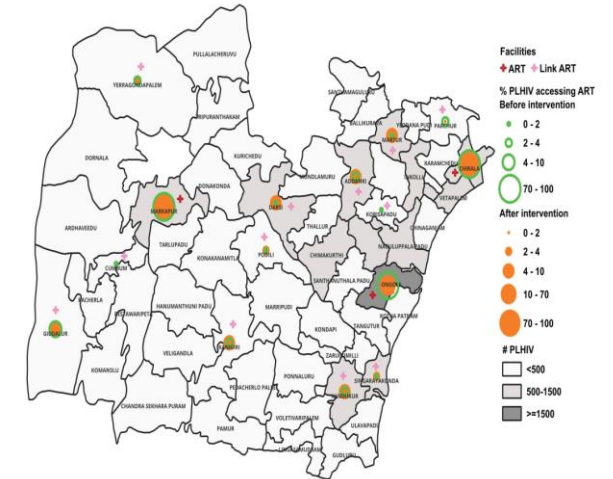 PULLALACHERUVU
YERRAGONDAPALEM
TRIPURANTHAKAM
DORNALA
KURICHEDU
DONAKONDA
MARKAPUR
ARDHAVEEDU
TARLUPADU
KONAKANAMITLA
PODILI
DARSI
MUNDLAMURU
THALLUR
ADDANKI
BALLIKURAVA
SANTHAMAGULURU
MARTUR
PARCHUR
KARAMCHEDU
CHIRALA
VETAPALEM
KORISAPADU
CHINAGANJAM
NAGULUPPALA PADU
CHIMAKURTHI
SANTHANUTHALA PADU
ONGOLE
KOTHA PATNAM
TANGUTUR
KONDAPI
MARRIPUDI
HANUMANTHUNI PADU
CUMBUM
RACHERLA
BESTAWARIPETA
GIDDALUR
KOMAROLU
VELIGANDLA
KANIGIRI
CHANDRA SEKHARA PURAM
PAMUR
PEDACHERLO PALLE
PONNALURU
ZARUGUMILLI
SINGARAYAKONDA
KANDUKUR
VOLETIVARIPALEM
ULAVAPADU
LINGASAMUDRAM
GUDLURU
Facilities
ART Link ART
% PLHIV accessing ART
Before intervention
0 - 2
2 - 4
4 - 10
70 - 100
After intervention
0 - 2
2 - 4
4 - 10
10 - 70
70 - 100
# PLHIV
<500
500-1500
>=1500